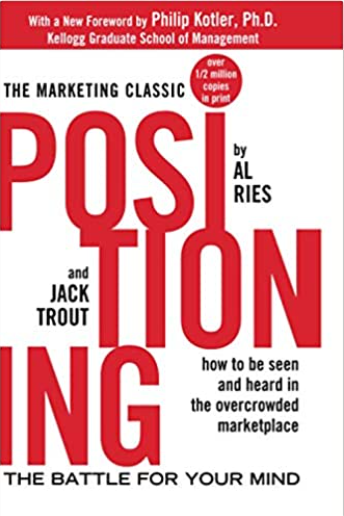 With a New Foreword by Philip Kotler, Ph.D.
Kellogg Graduate School of Management
over
1/2 million
copies
in print
THE MARKETING CLASSIC
POSI
by
AL
RIES
TION
and
JACK
TROUT
ING
how to be seen
and heard in
the overcrowded
marketplace
THE BATTLE FOR YOUR MIND